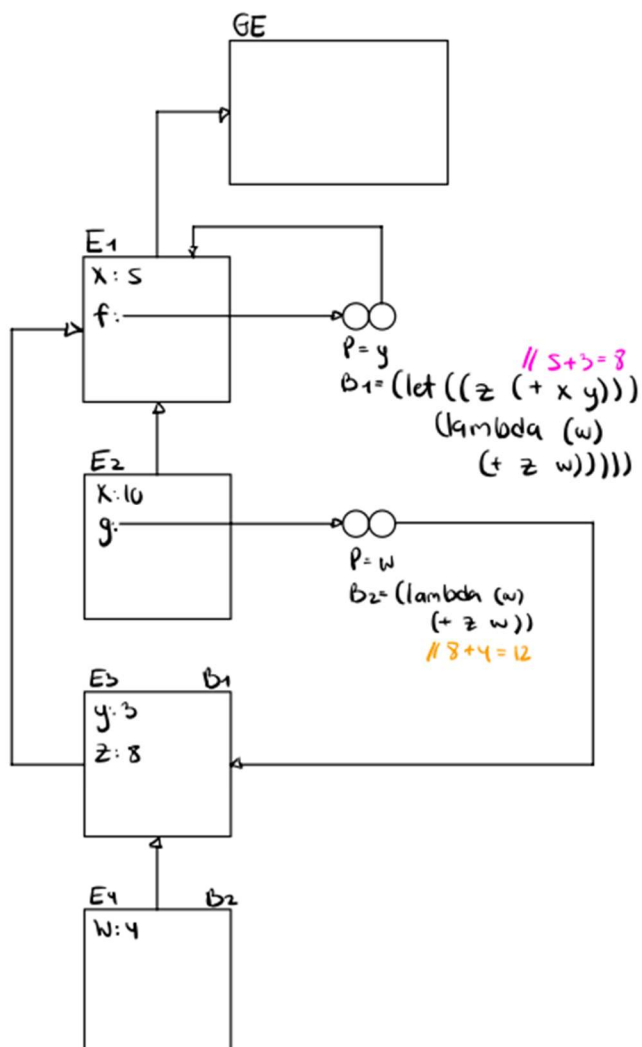 GE
E1
X: 5
f:
P= y
// 5+3=8
B1= (let ((z (+ x y)))
(lambda (w)
(+ z w)))))
E2
X:10
g:
P= w
B2= (lambda (w)
(+ z w))
// 8+4=12
E3 B1
y: 3
z: 8
E4 B2
W: 4